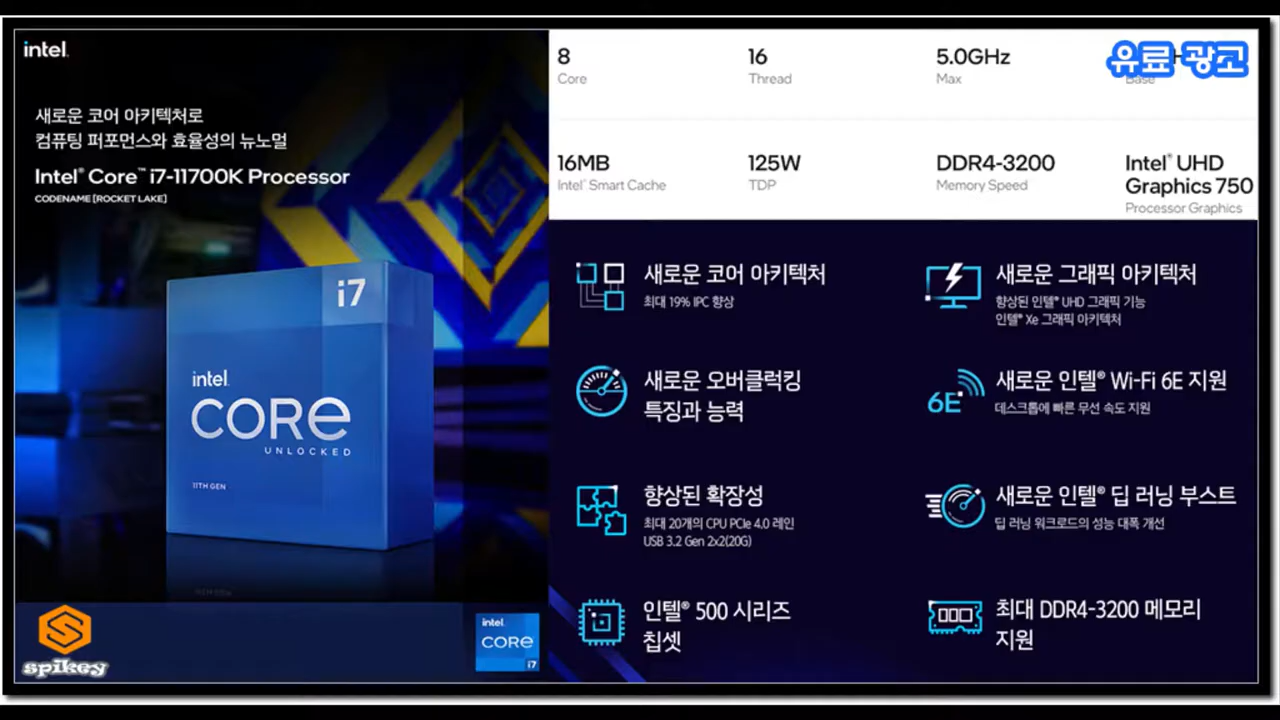 intel.
새로운 코어 아키텍처로
컴퓨팅 퍼포먼스와 효율성의 뉴노멀
Intel® Core™ i7-11700K Processor
CODENAME [ROCKET LAKE]
i7
intel.
CORE
UNLOCKED
11TH GEN
spikey
intel.
CORE
i7
유료 광고
8
Core
16
Thread
5.0GHz
Max
Base
16MB
Intel® Smart Cache
125W
TDP
DDR4-3200
Memory Speed
Intel® UHD
Graphics 750
Processor Graphics
새로운 코어 아키텍처
최대 19% IPC 향상
새로운 그래픽 아키텍처
향상된 인텔® UHD 그래픽 기능
인텔® Xe 그래픽 아키텍처
새로운 오버클럭킹
특징과 능력
6E
새로운 인텔® Wi-Fi 6E 지원
데스크톱에 빠른 무선 속도 지원
향상된 확장성
최대 20개의 CPU PCIe 4.0 레인
USB 3.2 Gen 2x2(20G)
새로운 인텔® 딥 러닝 부스트
딥 러닝 워크로드의 성능 대폭 개선
인텔® 500 시리즈
칩셋
최대 DDR4-3200 메모리
지원